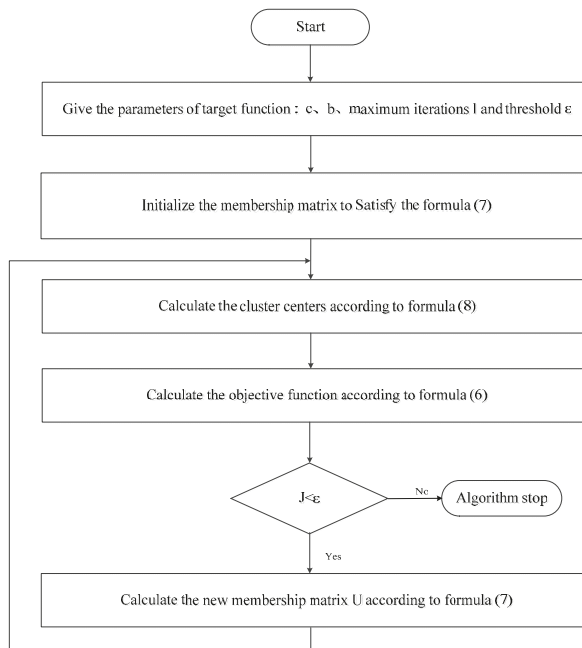 Start
Give the parameters of target function：c、b、maximum iterations l and threshold ε
Initialize the membership matrix to Satisfy the formula (7)
Calculate the cluster centers according to formula (8)
Calculate the objective function according to formula (6)
J<ε
No
Algorithm stop
Yes
Calculate the new membership matrix U according to formula (7)